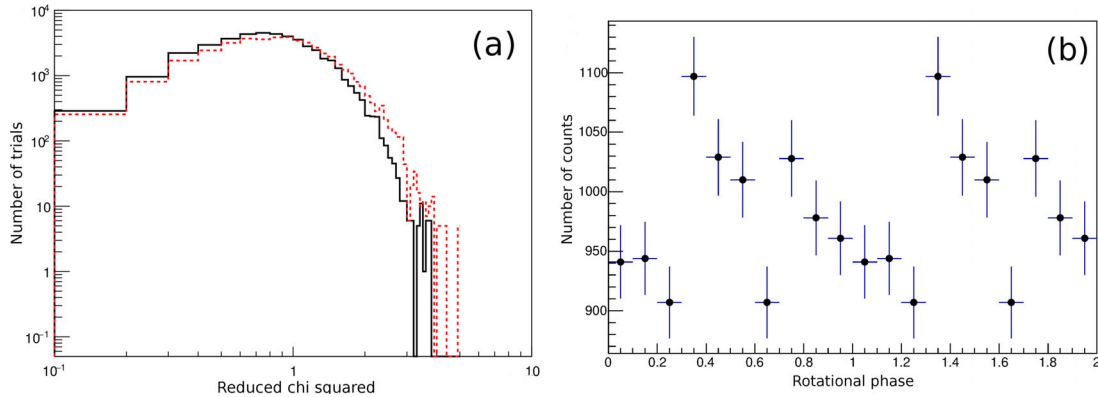 (a)
Number of trials
10⁴
10³
10²
10
1
10⁻¹
10⁻¹ 1 10
Reduced chi squared
(b)
Number of counts
1100
1050
1000
950
900
0 0.2 0.4 0.6 0.8 1 1.2 1.4 1.6 1.8 2
Rotational phase